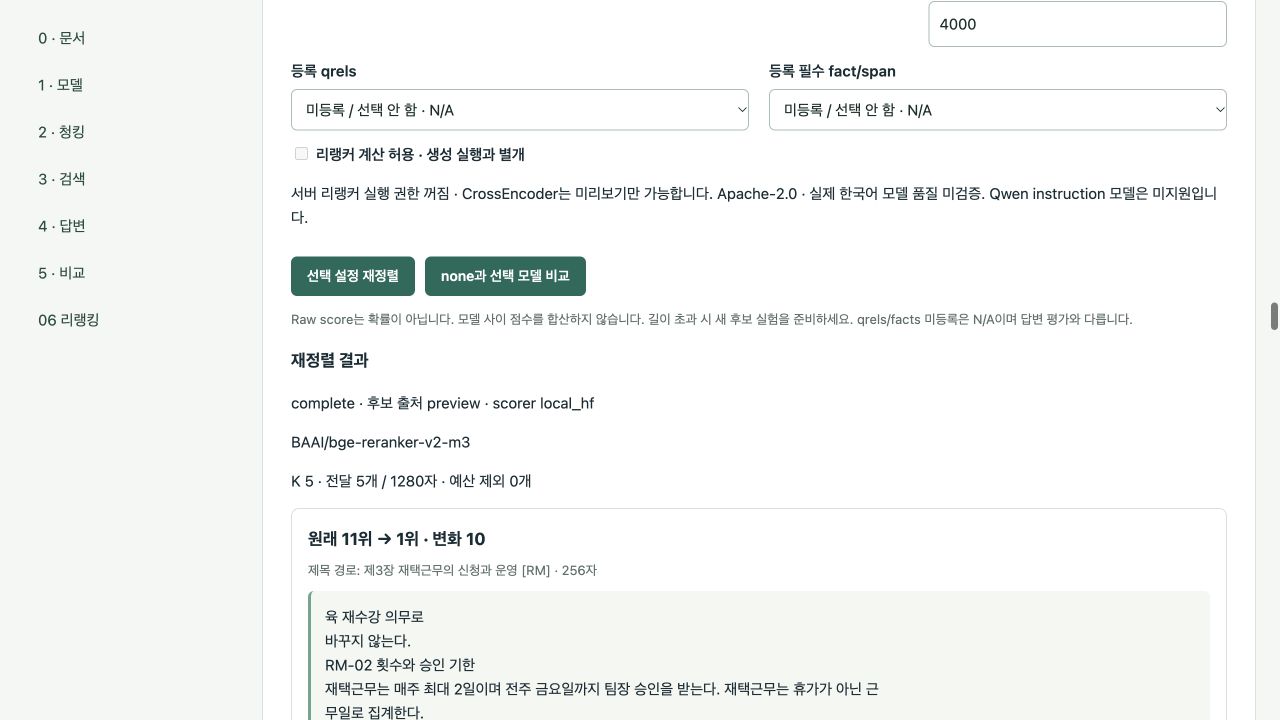 0 · 문서
1 · 모델
2 · 청킹
3 · 검색
4 · 답변
5 · 비교
06 리랭킹
4000
등록 qrels
등록 필수 fact/span
미등록 / 선택 안 함 · N/A
미등록 / 선택 안 함 · N/A
리랭커 계산 허용 · 생성 실행과 별개
서버 리랭커 실행 권한 꺼짐 · CrossEncoder는 미리보기만 가능합니다. Apache-2.0 · 실제 한국어 모델 품질 미검증. Qwen instruction 모델은 미지원입니
다.
선택 설정 재정렬
none과 선택 모델 비교
Raw score는 확률이 아닙니다. 모델 사이 점수를 합산하지 않습니다. 길이 초과 시 새 후보 실험을 준비하세요. qrels/facts 미등록은 N/A이며 답변 평가와 다릅니다.
재정렬 결과
complete · 후보 출처 preview · scorer local_hf
BAAI/bge-reranker-v2-m3
K 5 · 전달 5개 / 1280자 · 예산 제외 0개
원래 11위 → 1위 · 변화 10
제목 경로: 제3장 재택근무의 신청과 운영 [RM] · 256자
육 재수강 의무로
바꾸지 않는다.
RM-02 횟수와 승인 기한
재택근무는 매주 최대 2일이며 전주 금요일까지 팀장 승인을 받는다. 재택근무는 휴가가 아닌 근
무일로 집계한다.